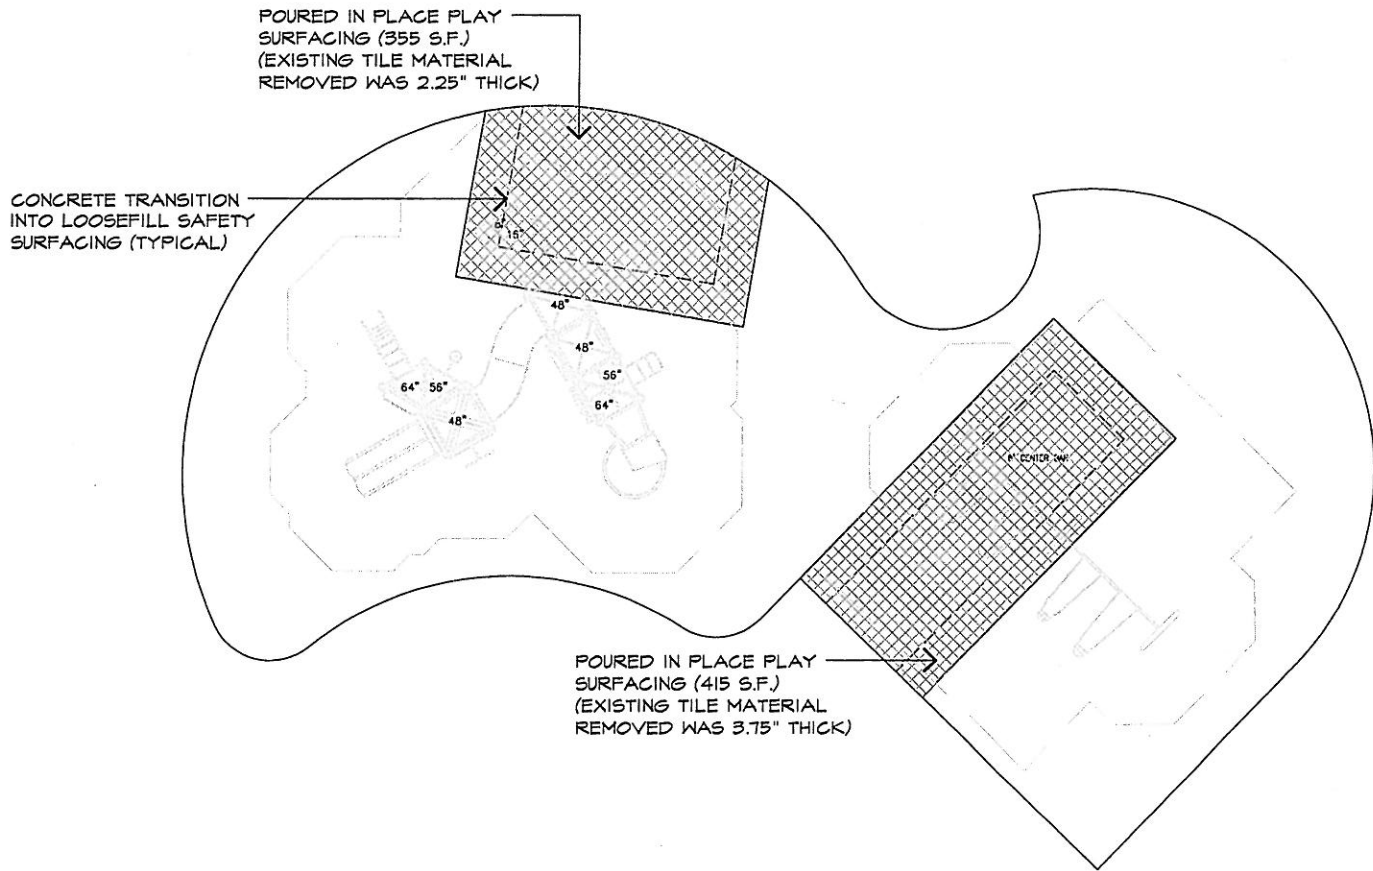 POURED IN PLACE PLAY
SURFACING (355 S.F.)
(EXISTING TILE MATERIAL
REMOVED WAS 2.25" THICK)
CONCRETE TRANSITION
INTO LOOSEFILL SAFETY
SURFACING (TYPICAL)
16"
48"
48"
56"
64"
64" 56"
48"
CENTER
POURED IN PLACE PLAY
SURFACING (415 S.F.)
(EXISTING TILE MATERIAL
REMOVED WAS 3.75" THICK)